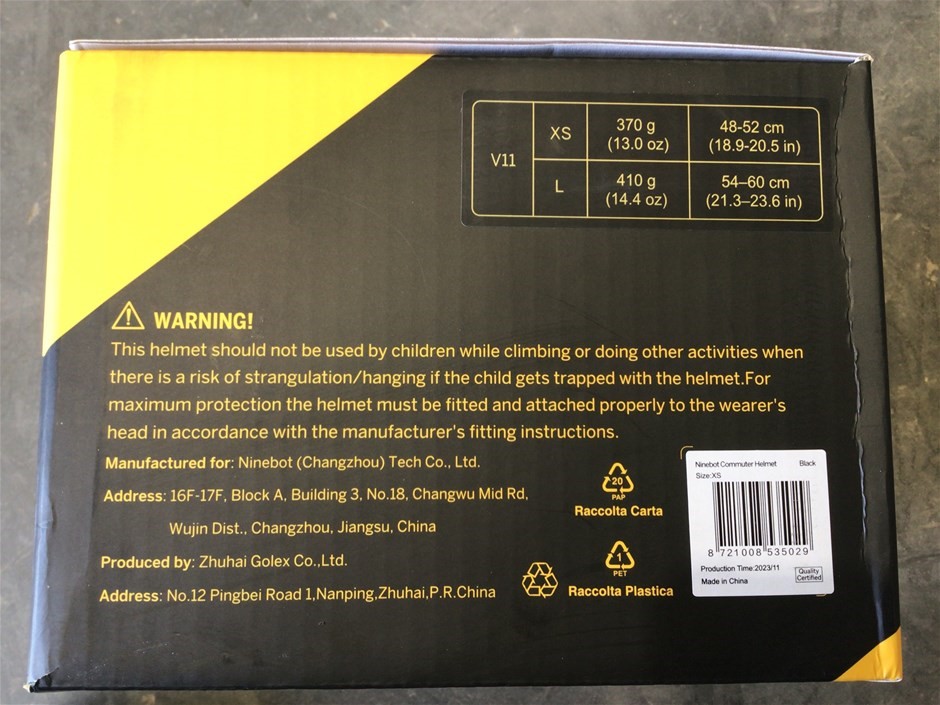 V11
XS
370 g
(13.0 oz)
48-52 cm
(18.9-20.5 in)
L
410 g
(14.4 oz)
54–60 cm
(21.3–23.6 in)
WARNING!
This helmet should not be used by children while climbing or doing other activities when
there is a risk of strangulation/hanging if the child gets trapped with the helmet.For
maximum protection the helmet must be fitted and attached properly to the wearer's
head in accordance with the manufacturer's fitting instructions.
Manufactured for: Ninebot (Changzhou) Tech Co., Ltd.
Address: 16F-17F, Block A, Building 3, No.18, Changwu Mid Rd,
Wujin Dist., Changzhou, Jiangsu, China
Produced by: Zhuhai Golex Co.,Ltd.
Address: No.12 Pingbei Road 1,Nanping,Zhuhai,P.R.China
20
PAP
Raccolta Carta
1
PET
Raccolta Plastica
Ninebot Commuter Helmet Black
Size:XS
8 721008 535029
Production Time:2023/11
Made in China
Quality
Certified